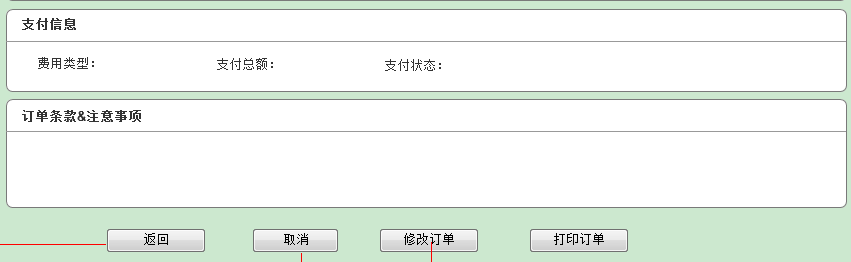 支付信息
费用类型： 支付总额： 支付状态：
订单条款&注意事项
返回 取消 修改订单 打印订单